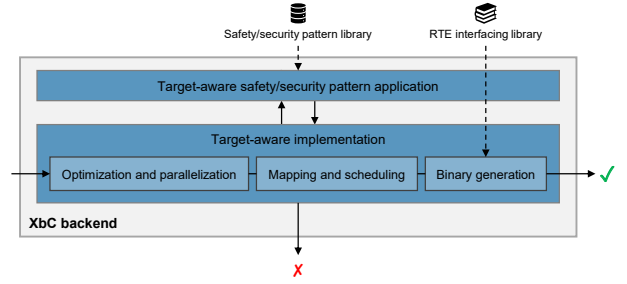 Safety/security pattern library
RTE interfacing library
Target-aware safety/security pattern application
Target-aware implementation
Optimization and parallelization
Mapping and scheduling
Binary generation
XbC backend